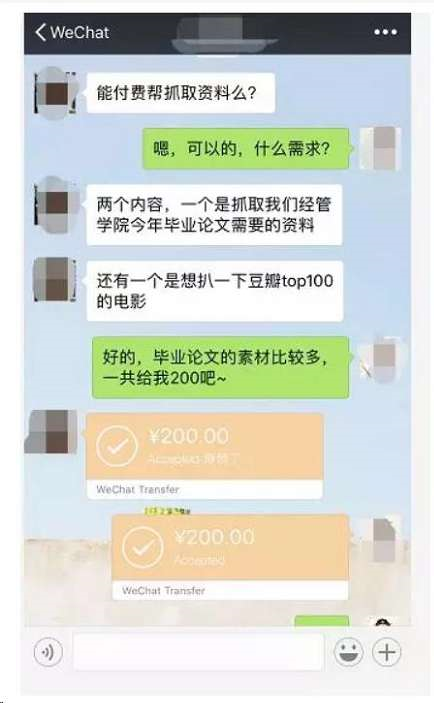 WeChat
能付费帮抓取资料么？
嗯，可以的，什么需求？
两个内容，一个是抓取我们经管
学院今年毕业论文需要的资料
还有一个是想扒一下豆瓣top100
的电影
好的，毕业论文的素材比较多，
一共给我200吧~
¥200.00
Accepted
WeChat Transfer
¥200.00
Accepted
WeChat Transfer